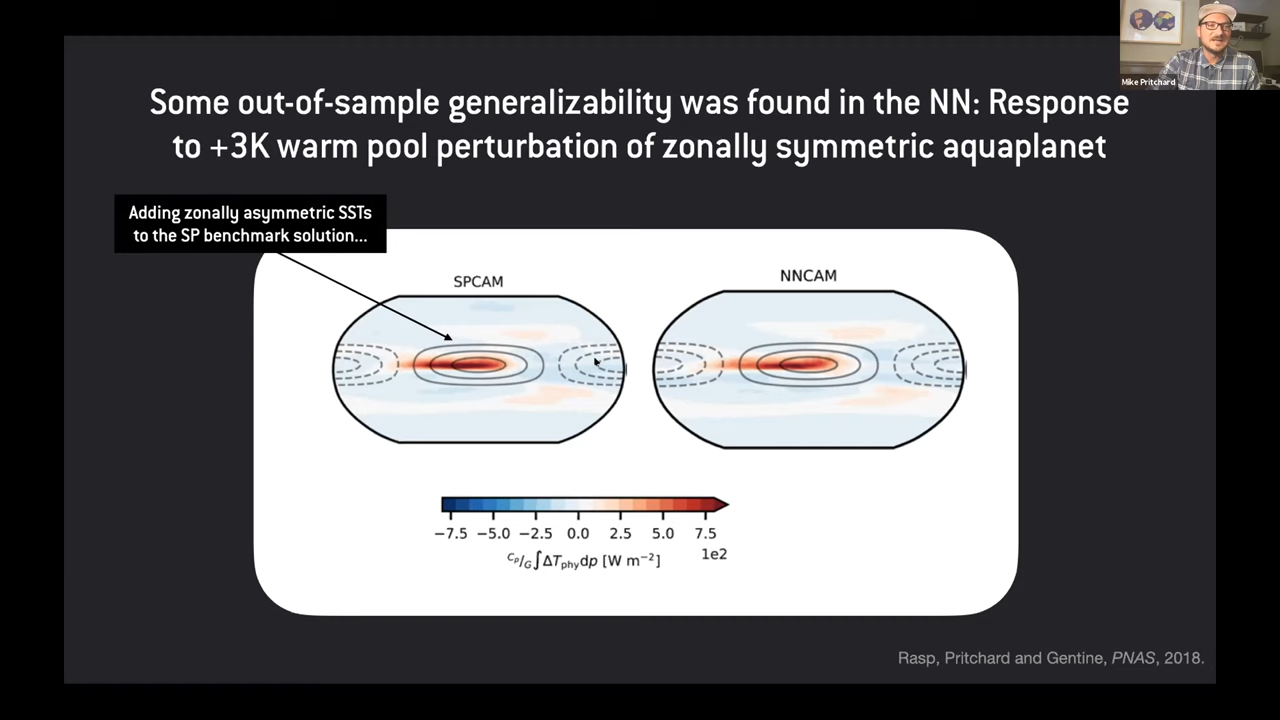 Mike Pritchard
Some out-of-sample generalizability was found in the NN: Response
to +3K warm pool perturbation of zonally symmetric aquaplanet
Adding zonally asymmetric SSTs
to the SP benchmark solution...
SPCAM
NNCAM
−7.5 −5.0 −2.5 0.0 2.5 5.0 7.5
1e2
Cp/G∫ΔTphydp [W m−2]
Rasp, Pritchard and Gentine, PNAS, 2018.